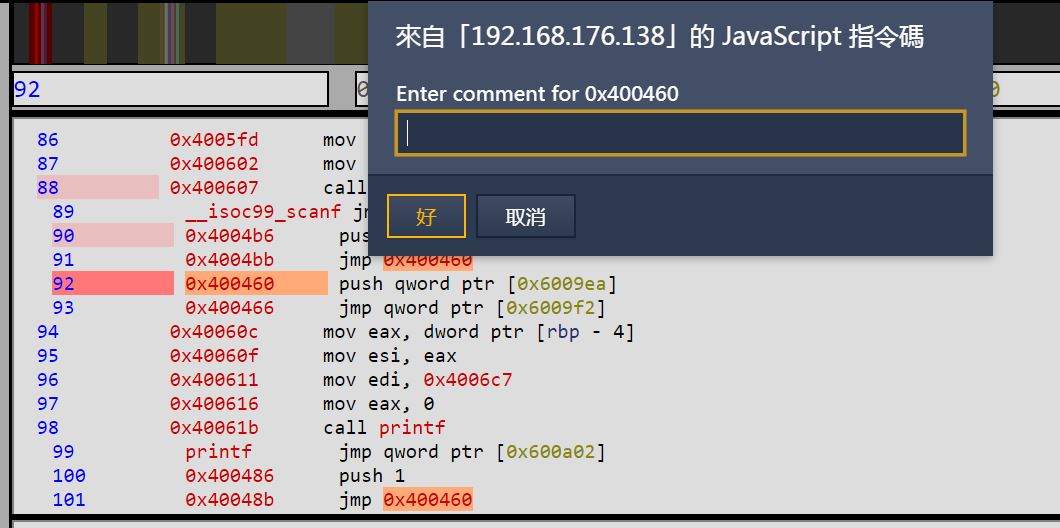 來自「192.168.176.138」的 JavaScript 指令碼
Enter comment for 0x400460
好 取消
92
86 0x4005fd mov
87 0x400602 mov
88 0x400607 call
89 __isoc99_scanf
90 0x4004b6
91 0x4004bb jmp 0x400460
92 0x400460 push qword ptr [0x6009ea]
93 0x400466 jmp qword ptr [0x6009f2]
94 0x40060c mov eax, dword ptr [rbp - 4]
95 0x40060f mov esi, eax
96 0x400611 mov edi, 0x4006c7
97 0x400616 mov eax, 0
98 0x40061b call printf
99 printf jmp qword ptr [0x600a02]
100 0x400486 push 1
101 0x40048b jmp 0x400460